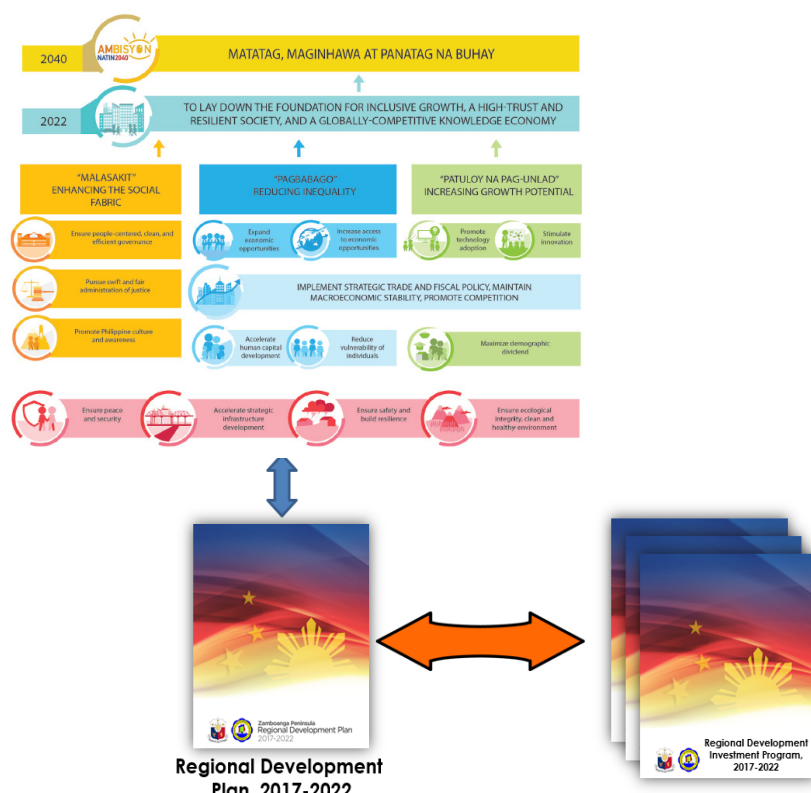 2040
AMBISYON
NATIN2040
MATATAG, MAGINHAWA AT PANATAG NA BUHAY
2022
TO LAY DOWN THE FOUNDATION FOR INCLUSIVE GROWTH, A HIGH-TRUST AND
RESILIENT SOCIETY, AND A GLOBALLY-COMPETITIVE KNOWLEDGE ECONOMY
"MALASAKIT"
ENHANCING THE SOCIAL
FABRIC
"PAGBABAGO"
REDUCING INEQUALITY
"PATULOY NA PAG-UNLAD"
INCREASING GROWTH POTENTIAL
Ensure people-centered, clean, and
efficient governance
Expand
economic
opportunities
Increase access
to economic
opportunities
Promote
technology
adoption
Stimulate
innovation
Pursue swift and fair
administration of justice
IMPLEMENT STRATEGIC TRADE AND FISCAL POLICY, MAINTAIN
MACROECONOMIC STABILITY, PROMOTE COMPETITION
Promote Philippine culture
and awareness
Accelerate
human capital
development
Reduce
vulnerability of
individuals
Maximize demographic
dividend
Ensure peace
and security
Accelerate strategic
infrastructure
development
Ensure safety and
build resilience
Ensure ecological
integrity, clean and
healthy environment
Zamboanga Peninsula
Regional Development Plan
2017-2022
Regional Development
Plan, 2017-2022
Regional Development
Investment Program,
2017-2022